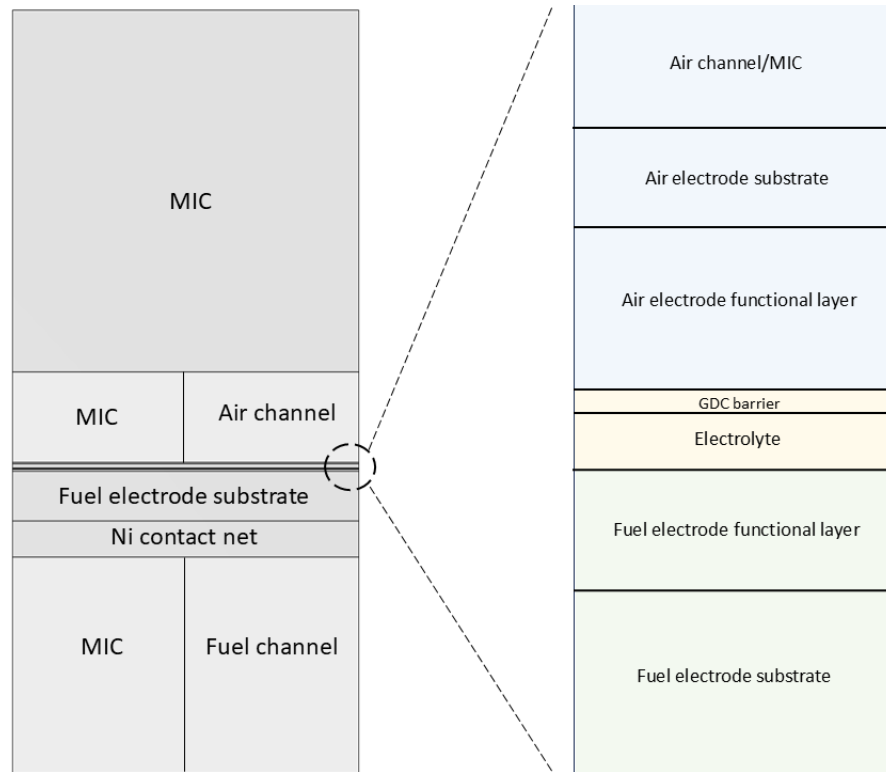 MIC
MIC
Air channel
Fuel electrode substrate
Ni contact net
MIC
Fuel channel
Air channel/MIC
Air electrode substrate
Air electrode functional layer
GDC barrier
Electrolyte
Fuel electrode functional layer
Fuel electrode substrate